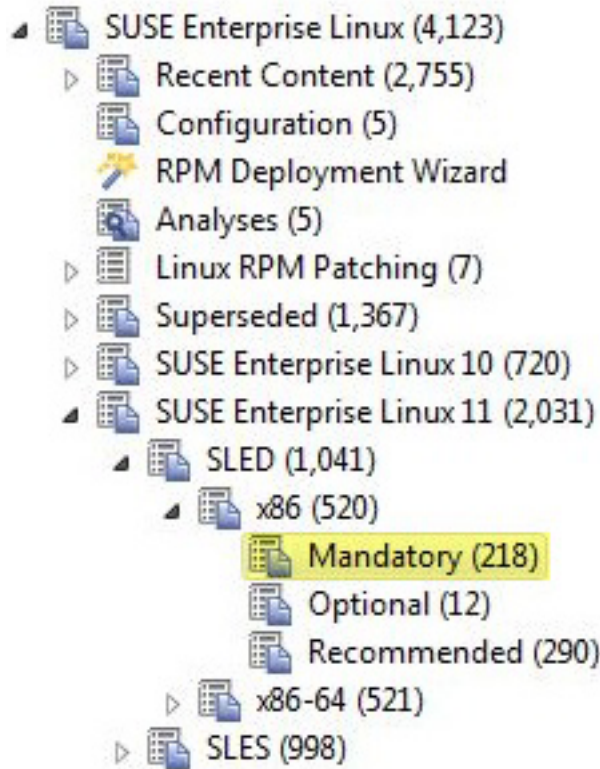 SUSE Enterprise Linux (4,123)
Recent Content (2,755)
Configuration (5)
RPM Deployment Wizard
Analyses (5)
Linux RPM Patching (7)
Superseded (1,367)
SUSE Enterprise Linux 10 (720)
SUSE Enterprise Linux 11 (2,031)
SLED (1,041)
x86 (520)
Mandatory (218)
Optional (12)
Recommended (290)
x86-64 (521)
SLES (998)